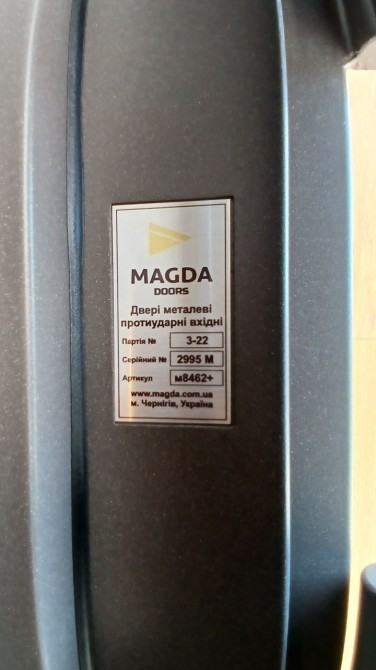 MAGDA
DOORS
Двері металеві
протиударні вхідні
Партія № 3-22
Серійний № 2995 М
Артикул м8462+
www.magda.com.ua
м. Чернігів, Україна